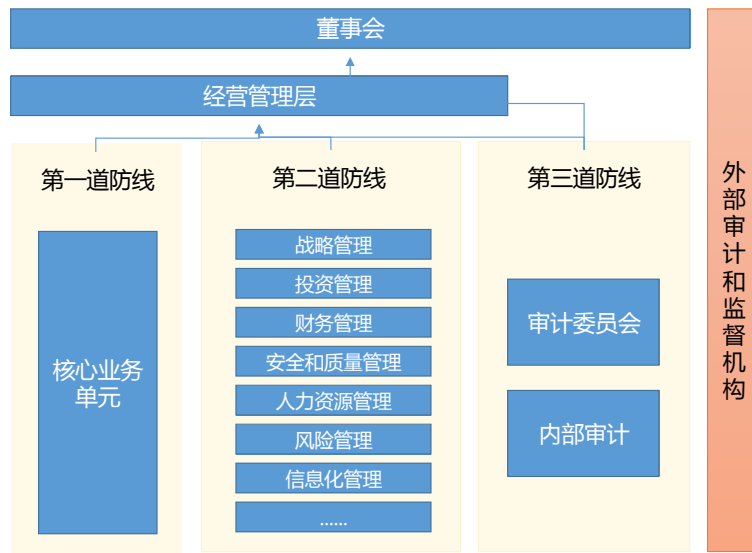 董事会
经营管理层
第一道防线
核心业务
单元
第二道防线
战略管理
投资管理
财务管理
安全和质量管理
人力资源管理
风险管理
信息化管理
......
第三道防线
审计委员会
内部审计
外部审计和监督机构